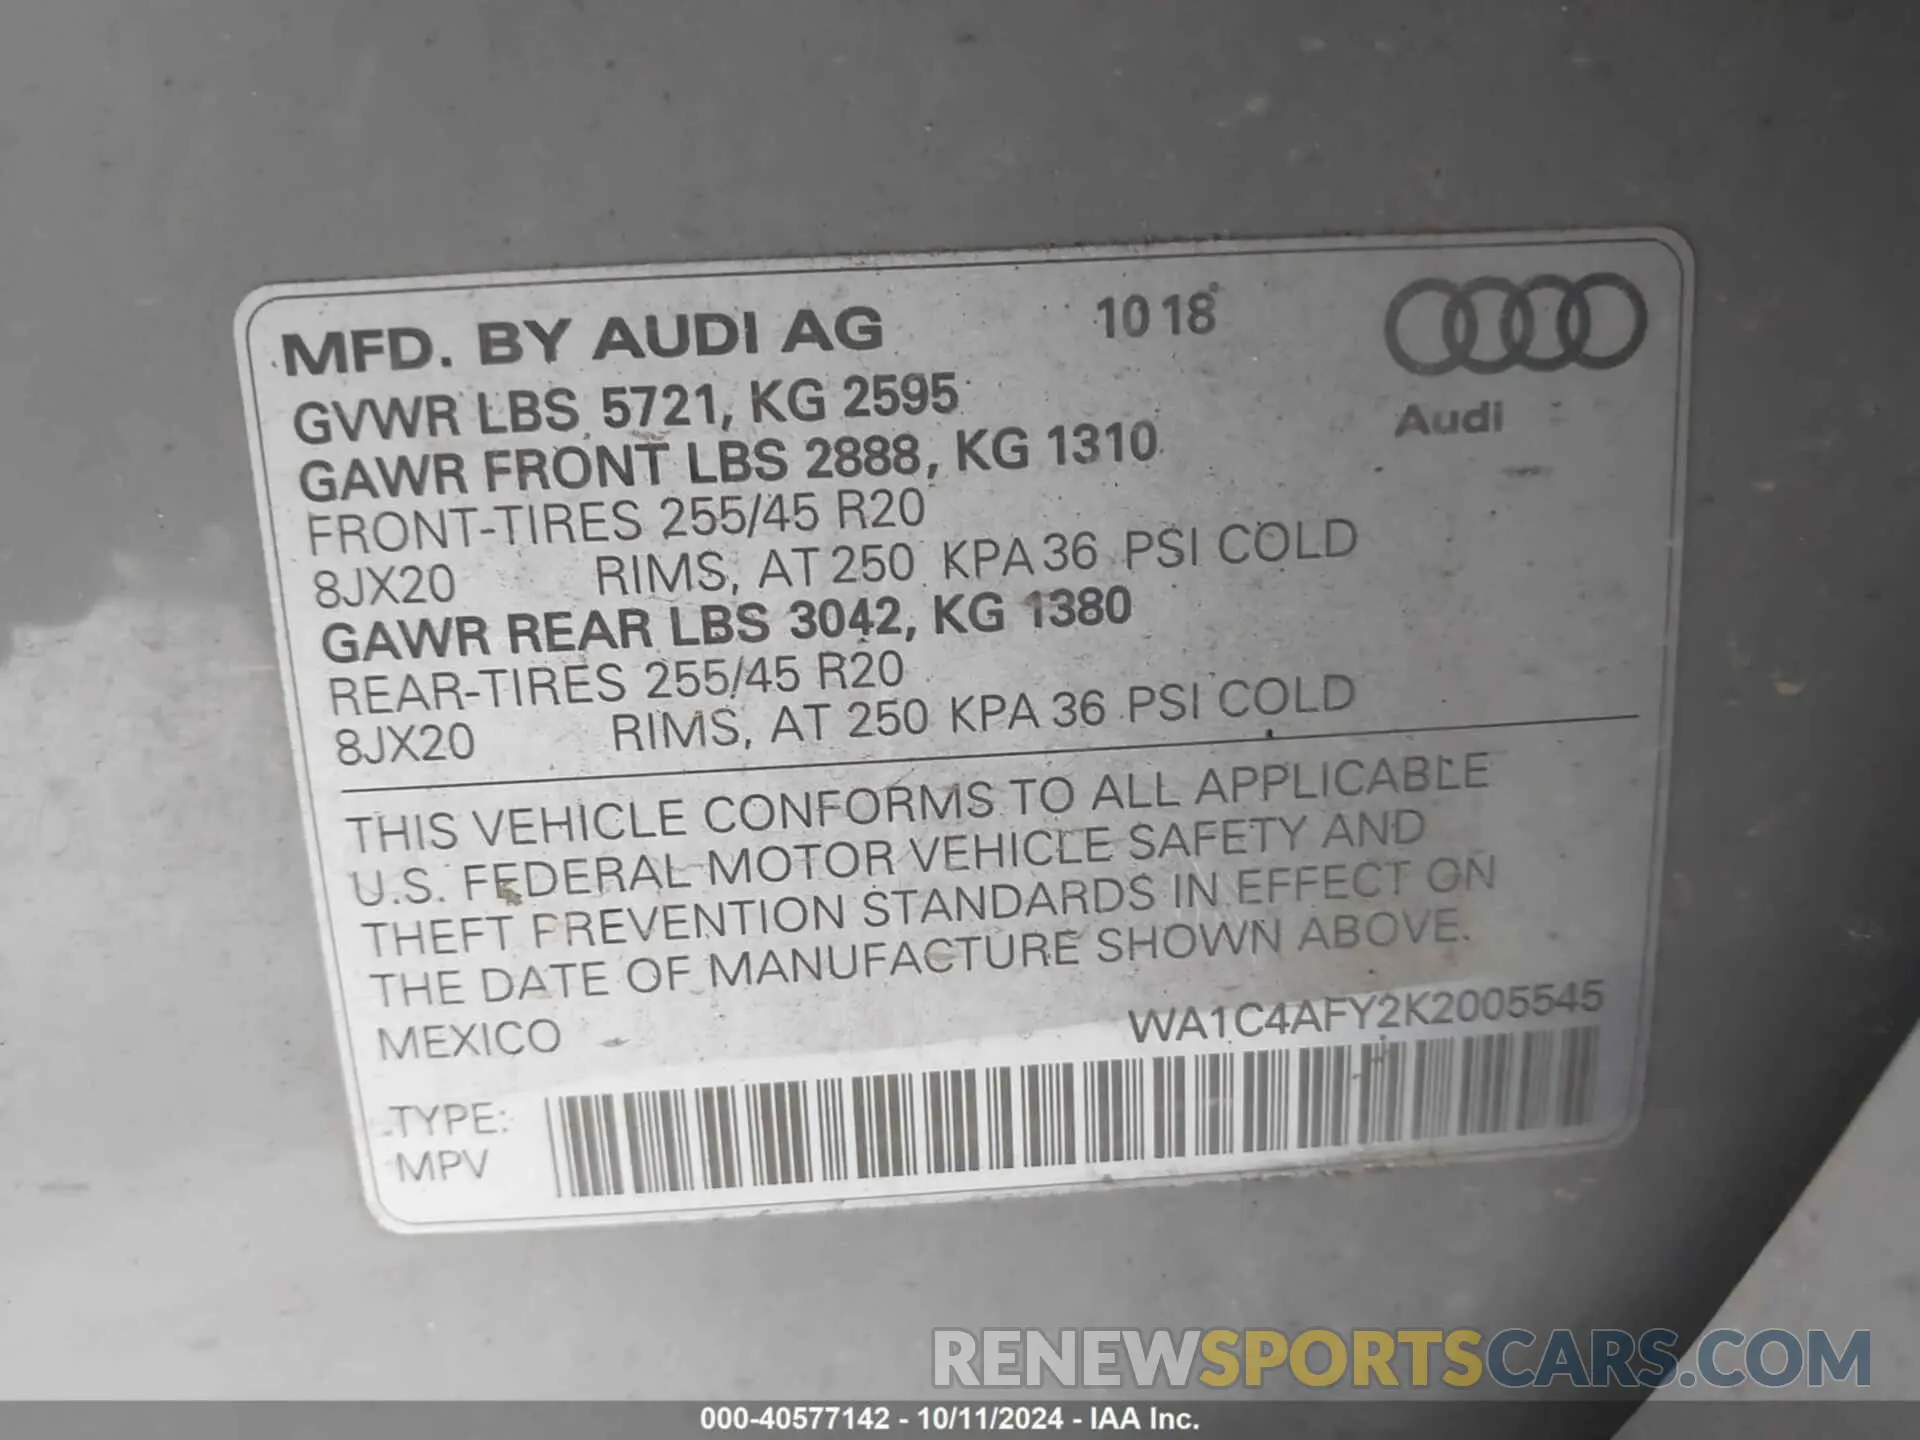 MFD. BY AUDI AG 10 18
GVWR LBS 5721, KG 2595
Audi
GAWR FRONT LBS 2888, KG 1310
FRONT-TIRES 255/45 R20
8JX20 RIMS, AT 250 KPA 36 PSI COLD
GAWR REAR LBS 3042, KG 1380
REAR-TIRES 255/45 R20
8JX20 RIMS, AT 250 KPA 36 PSI COLD
THIS VEHICLE CONFORMS TO ALL APPLICABLE
U.S. FEDERAL MOTOR VEHICLE SAFETY AND
THEFT PREVENTION STANDARDS IN EFFECT ON
THE DATE OF MANUFACTURE SHOWN ABOVE.
MEXICO WA1C4AFY2K2005545
TYPE:
MPV
RENEWSPORTSCARS.COM
000-40577142 - 10/11/2024 - IAA Inc.